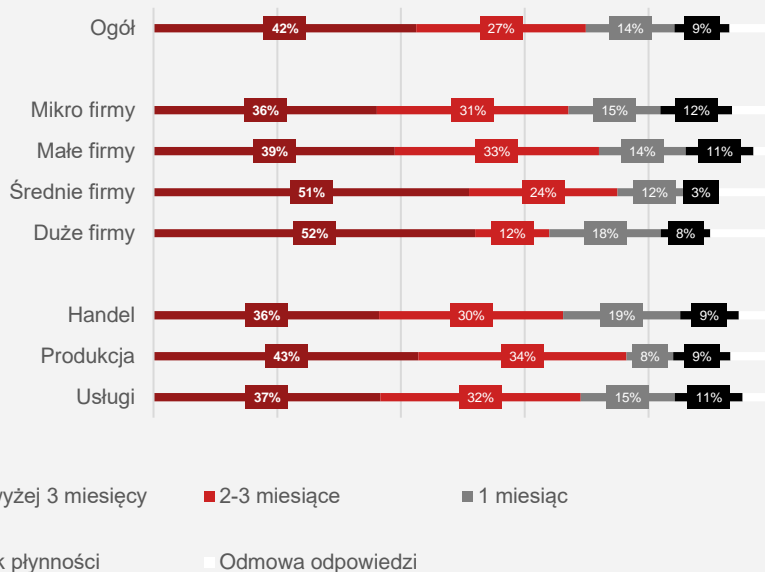 Ogół 42% 27% 14% 9%
Mikro firmy 36% 31% 15% 12%
Małe firmy 39% 33% 14% 11%
Średnie firmy 51% 24% 12% 3%
Duże firmy 52% 12% 18% 8%
Handel 36% 30% 19% 9%
Produkcja 43% 34% 8% 9%
Usługi 37% 32% 15% 11%
yżej 3 miesięcy 2-3 miesiące 1 miesiąc
k płynności Odmowa odpowiedzi